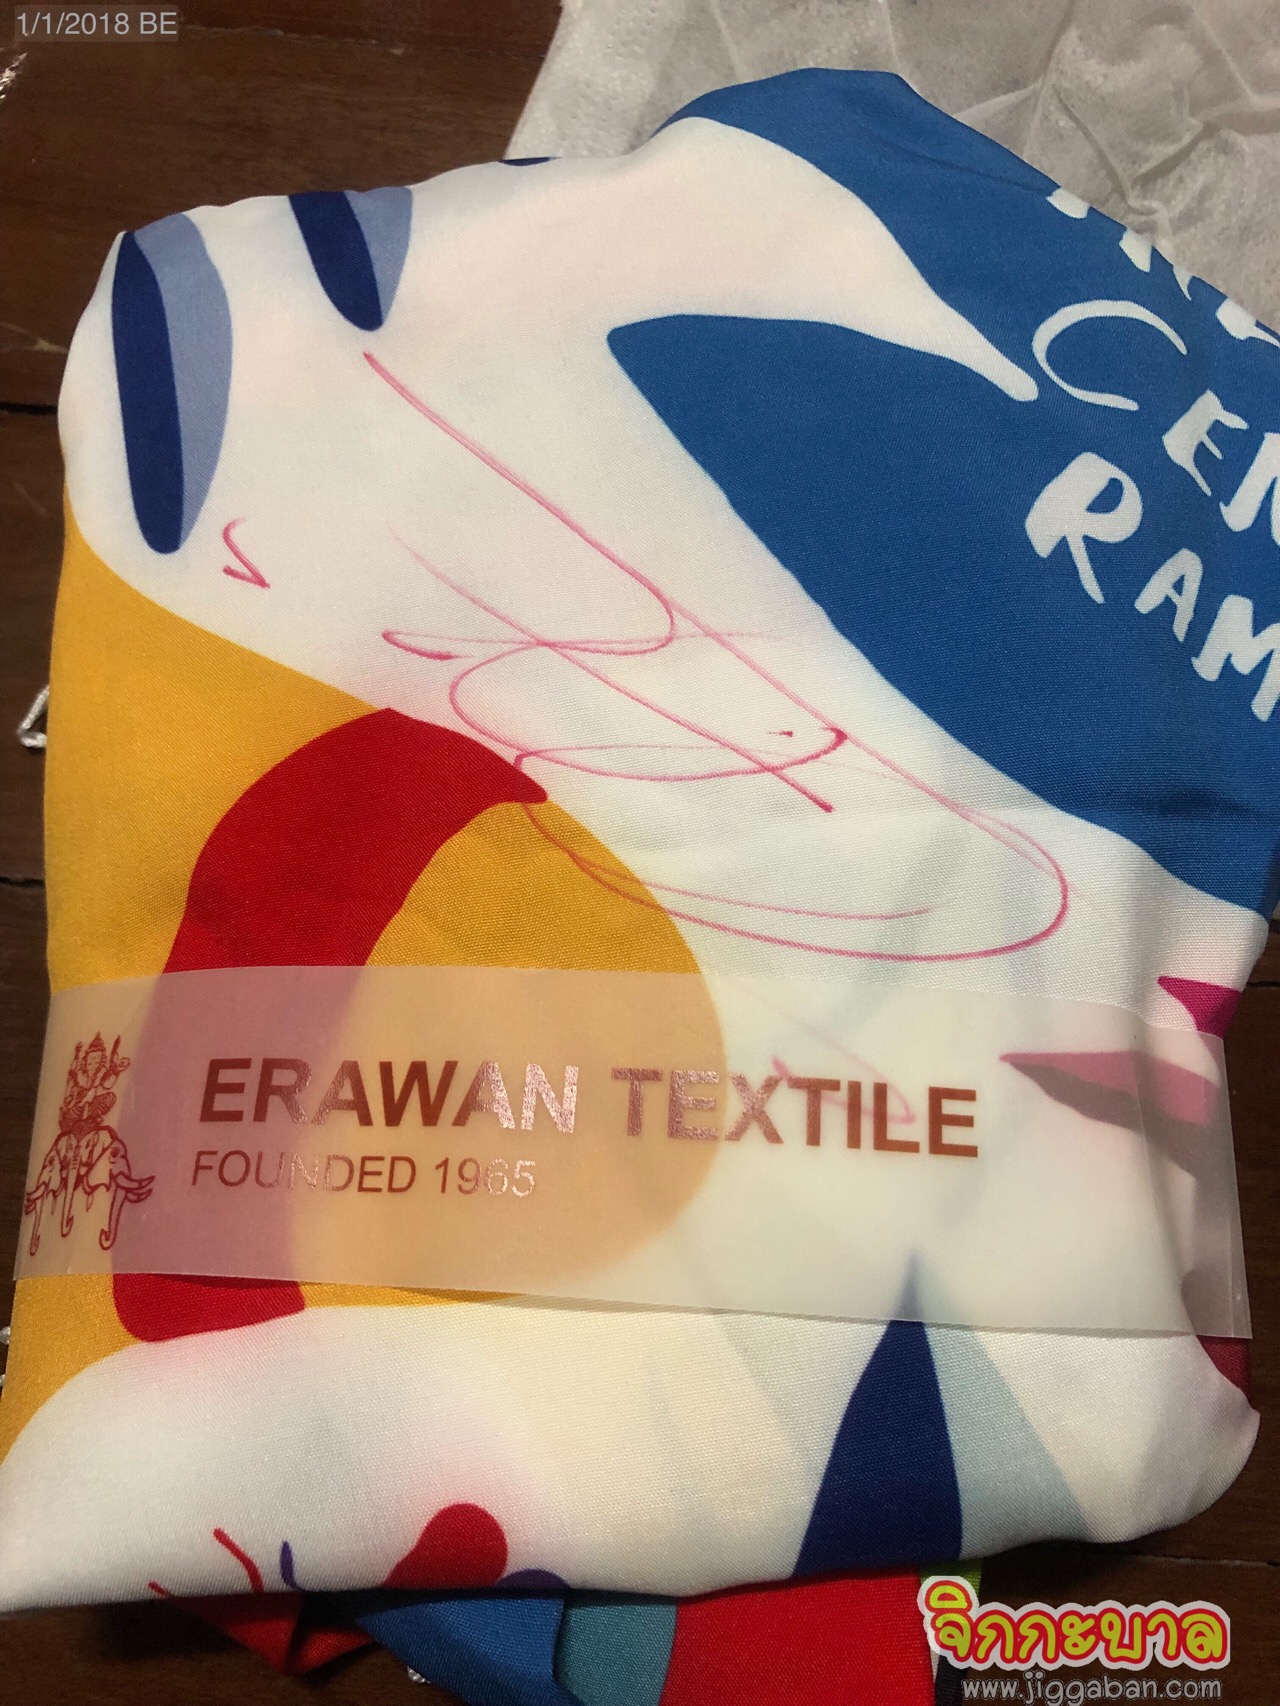 1/1/2018 BE
CEN
RAM
ERAWAN TEXTILE
FOUNDED 1965
จิกกะบาล
www.jiggaban.com